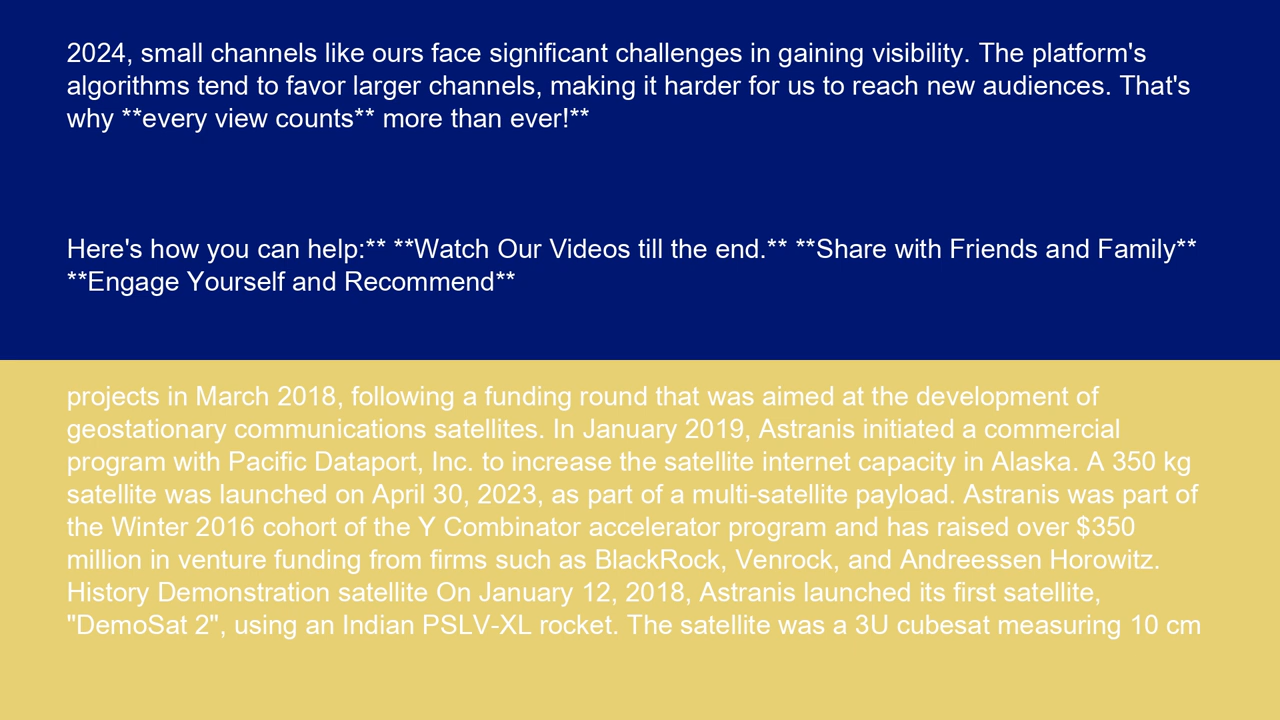 2024, small channels like ours face significant challenges in gaining visibility. The platform's
algorithms tend to favor larger channels, making it harder for us to reach new audiences. That's
why **every view counts** more than ever!**
Here's how you can help:** **Watch Our Videos till the end.** **Share with Friends and Family**
**Engage Yourself and Recommend**
projects in March 2018, following a funding round that was aimed at the development of
geostationary communications satellites. In January 2019, Astranis initiated a commercial
program with Pacific Dataport, Inc. to increase the satellite internet capacity in Alaska. A 350 kg
satellite was launched on April 30, 2023, as part of a multi-satellite payload. Astranis was part of
the Winter 2016 cohort of the Y Combinator accelerator program and has raised over $350
million in venture funding from firms such as BlackRock, Venrock, and Andreessen Horowitz.
History Demonstration satellite On January 12, 2018, Astranis launched its first satellite,
"DemoSat 2", using an Indian PSLV-XL rocket. The satellite was a 3U cubesat measuring 10 cm